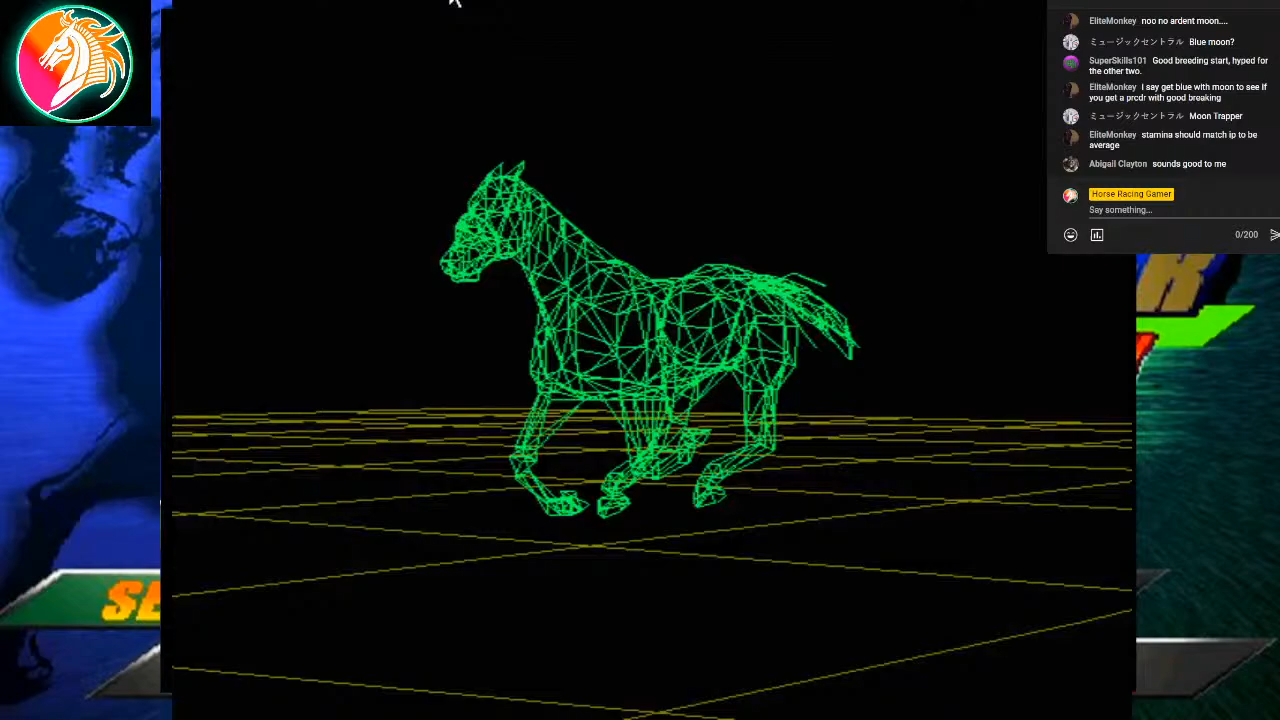 EliteMonkey noo no ardent moon....
ミュージックセントラル Blue moon?
SuperSkills101 Good breeding start, hyped for
the other two.
EliteMonkey I say get blue with moon to see If
you get a prcdr with good breaking
ミュージックセントラル Moon Trapper
EliteMonkey stamina should match ip to be
average
Abigail Clayton sounds good to me
Horse Racing Gamer
Say something...
0/200
SE